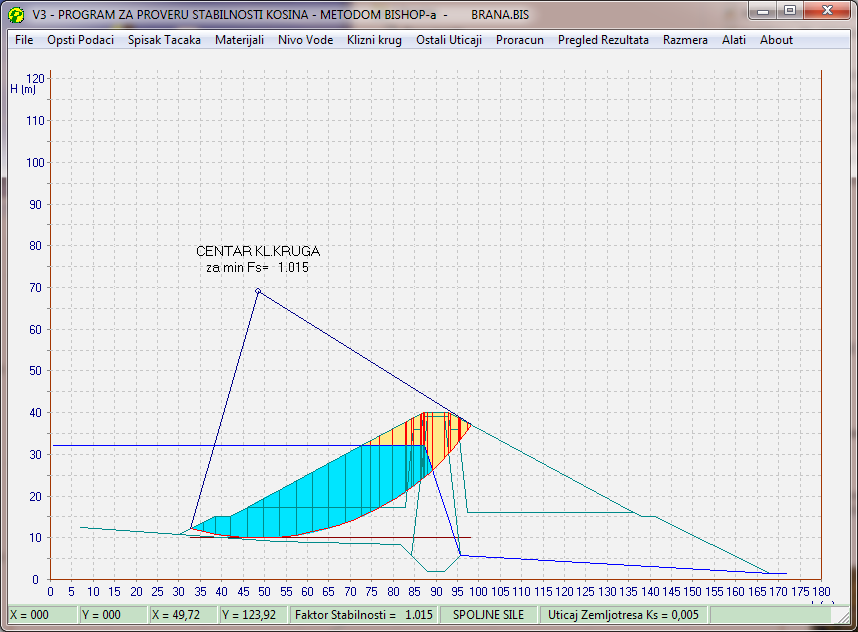 V3 - PROGRAM ZA PROVERU STABILNOSTI KOSINA - METODOM BISHOP-a - BRANA.BIS
File Opsti Podaci Spisak Tacaka Materijali Nivo Vode Klizni krug Ostali Uticaji Proracun Pregled Rezultata Razmera Alati About
120
H (m)
110
100
90
80
CENTAR KL.KRUGA
za min Fs= 1.015
70
60
50
40
30
20
10
0
0 5 10 15 20 25 30 35 40 45 50 55 60 65 70 75 80 85 90 95 100 105 110 115 120 125 130 135 140 145 150 155 160 165 170 175 180
X = 000 Y = 000 X = 49,72 Y = 123,92 Faktor Stabilnosti = 1.015 SPOLJNE SILE Uticaj Zemljotresa Ks = 0,005